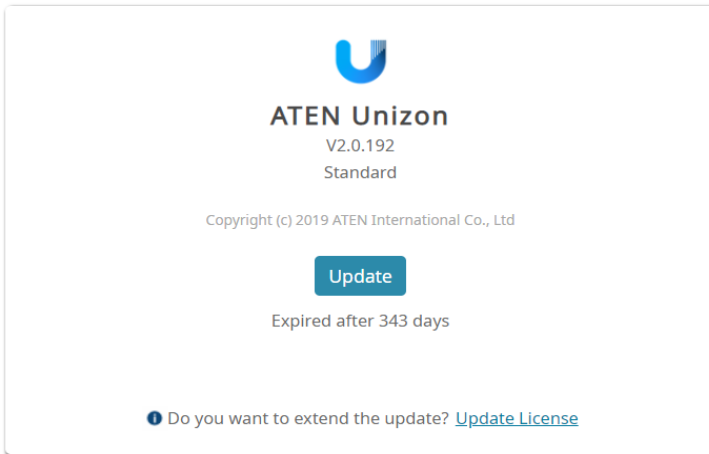 ATEN Unizon
V2.0.192
Standard
Copyright (c) 2019 ATEN International Co., Ltd
Update
Expired after 343 days
Do you want to extend the update? Update License